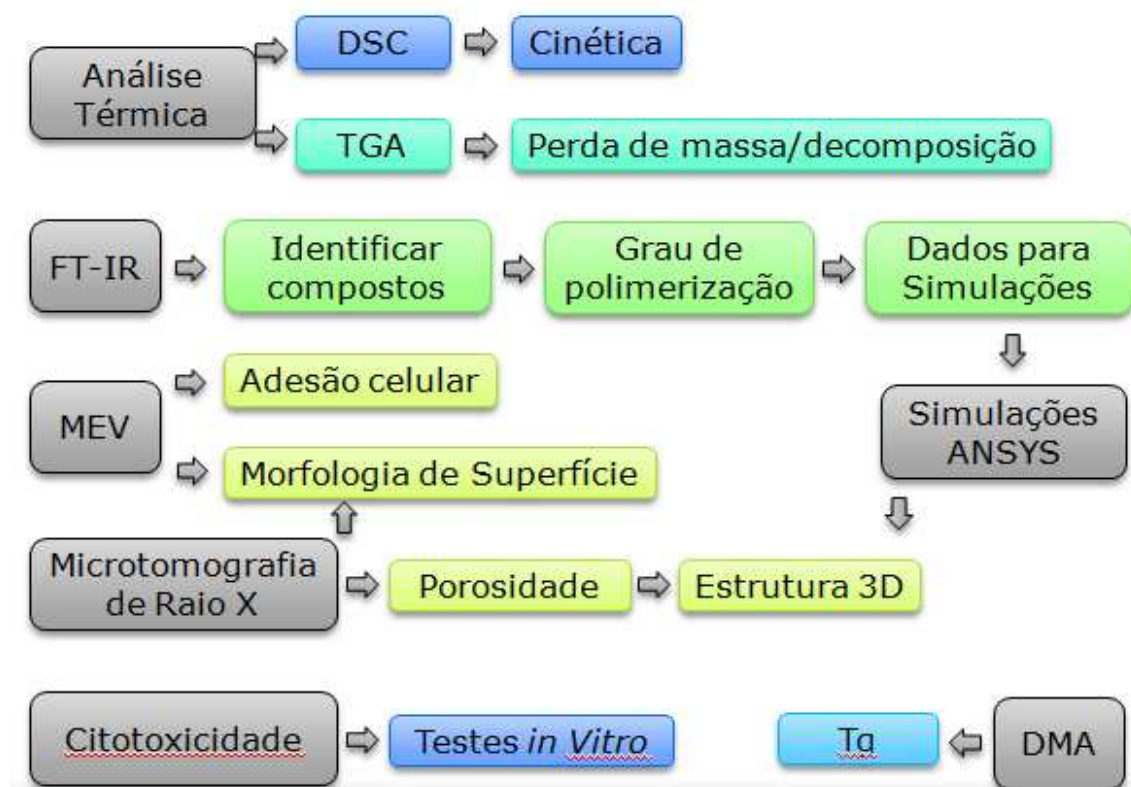 DSC
Cinética
Análise
Térmica
TGA
Perda de massa/decomposição
FT-IR
Identificar
compostos
Grau de
polimerização
Dados para
Simulações
MEV
Adesão celular
Morfologia de Superfície
Simulações
ANSYS
Microtomografia
de Raio X
Porosidade
Estrutura 3D
Citotoxicidade
Testes in Vitro
Tg
DMA